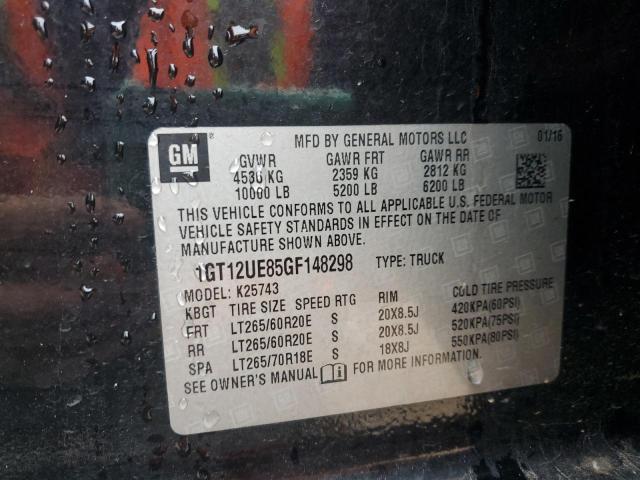 GM
MFD BY GENERAL MOTORS LLC 01/16
GVWR GAWR FRT GAWR RR
4536 KG 2359 KG 2812 KG
10000 LB 5200 LB 6200 LB
THIS VEHICLE CONFORMS TO ALL APPLICABLE U.S. FEDERAL MOTOR
VEHICLE SAFETY STANDARDS IN EFFECT ON THE DATE OF
MANUFACTURE SHOWN ABOVE.
1GT12UE85GF148298 TYPE: TRUCK
MODEL: K25743
KBGT TIRE SIZE SPEED RTG RIM COLD TIRE PRESSURE
FRT LT265/60R20E S 20X8.5J 420KPA(60PSI)
RR LT265/60R20E S 20X8.5J 520KPA(75PSI)
SPA LT265/70R18E S 18X8J 550KPA(80PSI)
SEE OWNER'S MANUAL FOR MORE INFORMATION.